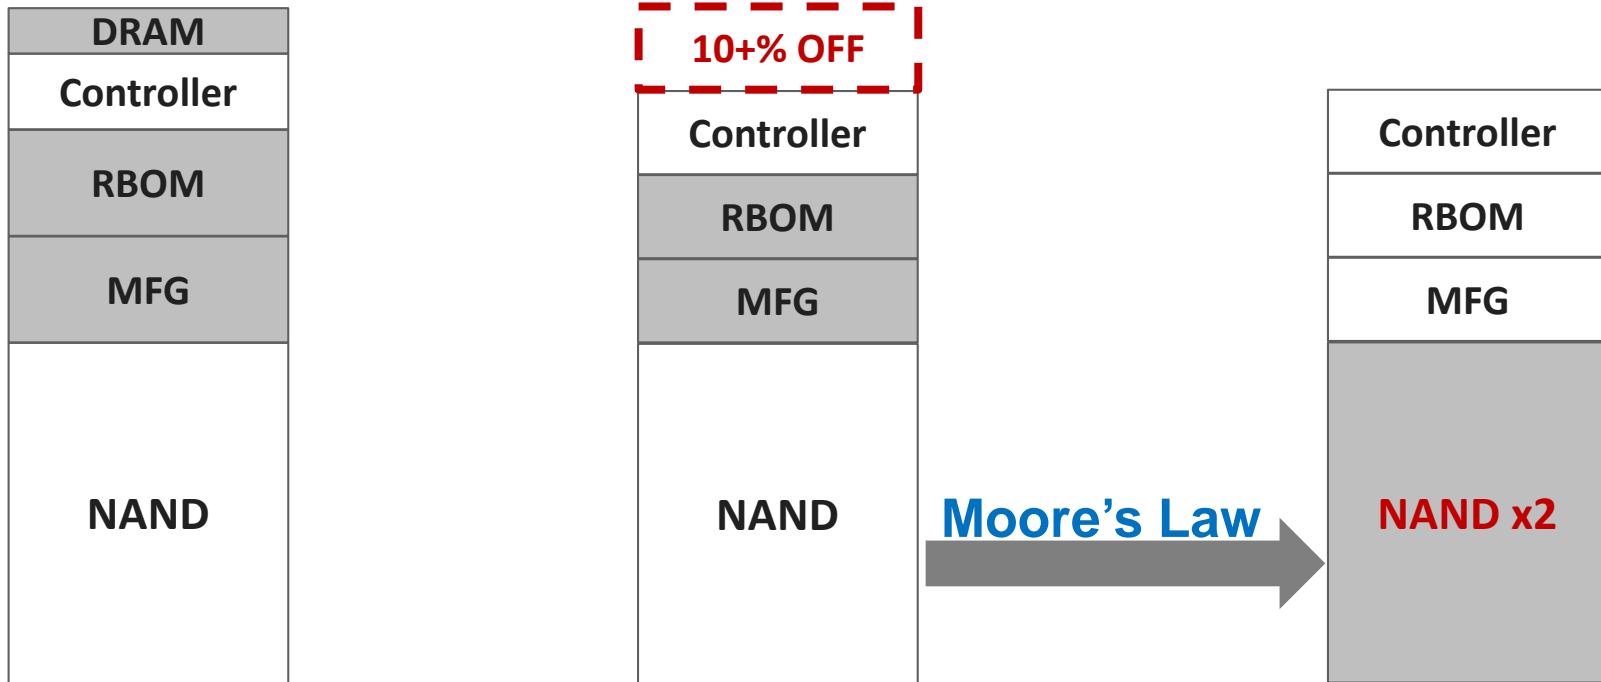 DRAM
Controller
RBOM
MFG
NAND
10+% OFF
Controller
RBOM
MFG
NAND
Moore’s Law
Controller
RBOM
MFG
NAND x2